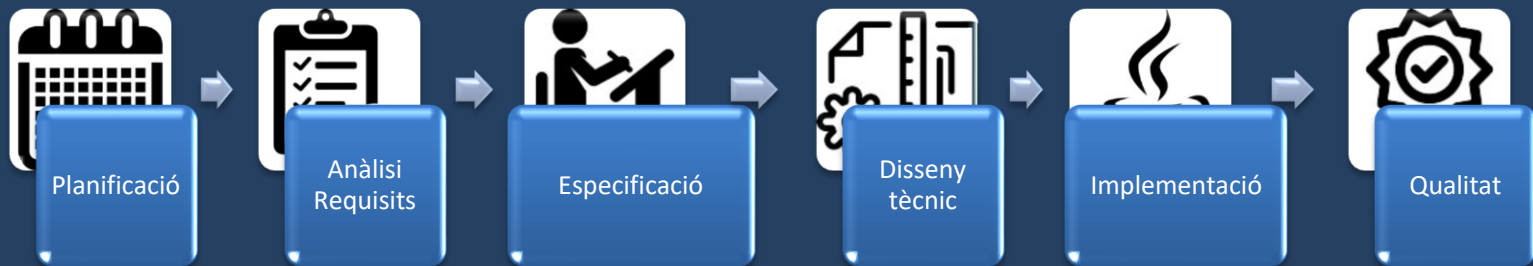 Planificació
Anàlisi
Requisits
Especificació
Disseny
tècnic
Implementació
Qualitat